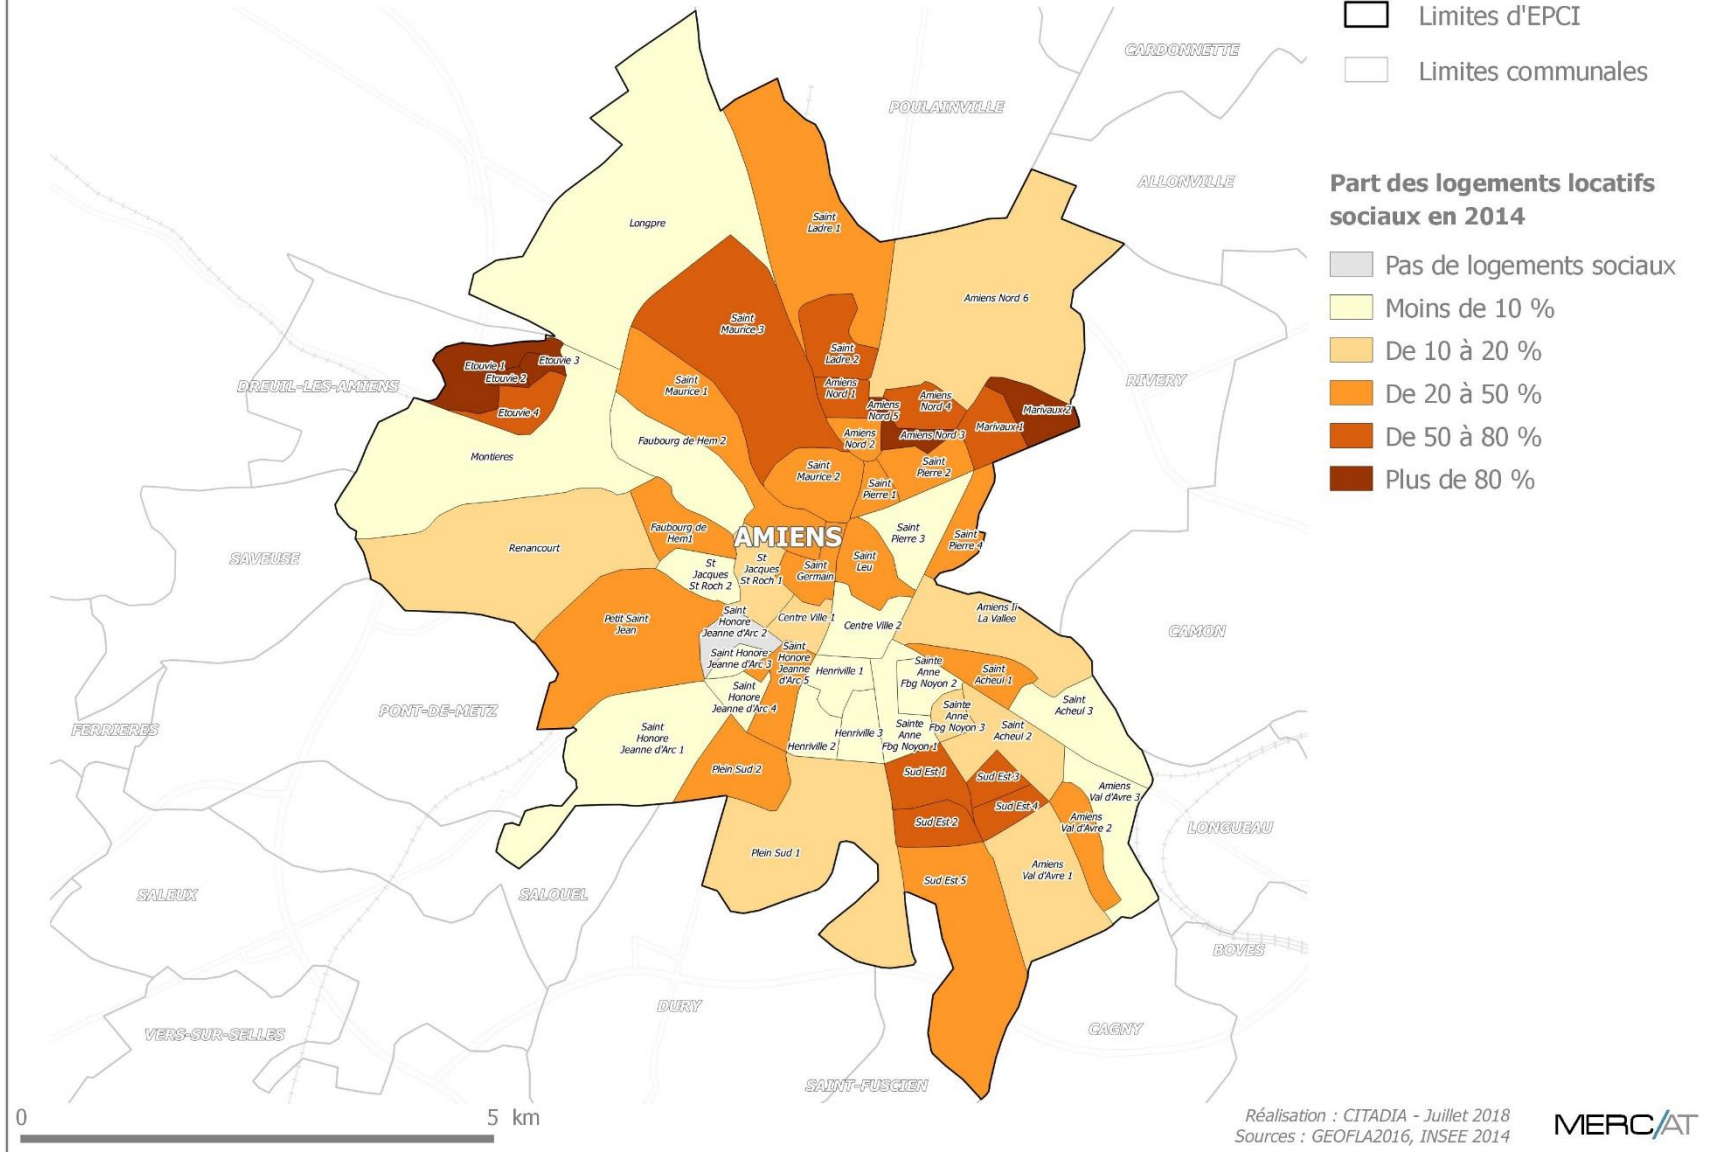 Limites d'EPCI
Limites communales
Part des logements locatifs
sociaux en 2014
Pas de logements sociaux
Moins de 10 %
De 10 à 20 %
De 20 à 50 %
De 50 à 80 %
Plus de 80 %
CARDONNETTE
POULAINVILLE
ALLONVILLE
Longpre
Saint
Ladre 1
Amiens Nord 6
Saint
Maurice 3
Saint
Ladre 2
Etouvie 1
Etouvie 2
Etouvie 3
Etouvie 4
DREUIL-LES-AMIENS
RIVERY
Saint
Maurice 1
Amiens
Nord 1
Amiens
Nord 5
Amiens
Nord 4
Marivaux 2
Marivaux 1
Amiens
Nord 2
Amiens Nord 3
Faubourg de Hem 2
Montieres
Saint
Maurice 2
Saint
Pierre 2
Saint
Pierre 1
AMIENS
Faubourg de
Hem1
Saint
Pierre 3
Saint
Pierre 4
Renancourt
SAVEUSE
St
Jacques
St Roch 1
St
Jacques
St Roch 2
Saint
Germain
Saint
Leu
Petit Saint
Jean
Saint
Honore
Jeanne d'Arc 2
Centre Ville 1
Centre Ville 2
Amiens Ii
La Vallee
CAMON
Saint Honore
Jeanne d'Arc 3
Saint
Honore
Jeanne
d'Arc 5
Henriville 1
Sainte
Anne
Fbg Noyon 2
Saint
Acheul 1
Saint
Honore
Jeanne d'Arc 4
Sainte
Anne
Fbg Noyon 3
Saint
Acheul 3
PONT-DE-METZ
FERRIERES
Saint
Honore
Jeanne d'Arc 1
Henriville 2
Henriville 3
Sainte
Anne
Fbg Noyon 1
Saint
Acheul 2
Plein Sud 2
Sud Est 1
Sud Est 3
Amiens
Val d'Avre 3
Sud Est 4
Sud Est 2
Amiens
Val d'Avre 2
LONGUEAU
Plein Sud 1
Sud Est 5
Amiens
Val d'Avre 1
SALEUX
SALOUEL
BOVES
DURY
VERS-SUR-SELLES
CAGNY
SAINT-FUSCIEN
0 5 km
Réalisation : CITADIA - Juillet 2018
Sources : GEOFLA2016, INSEE 2014
MERC/AT